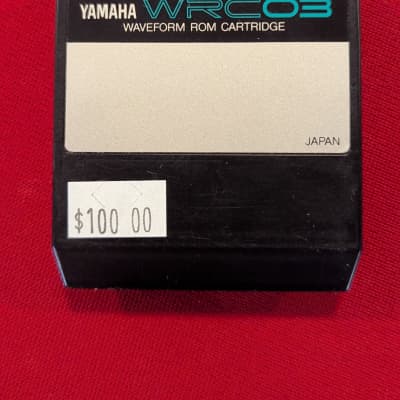 YAMAHA WRC03
WAVEFORM ROM CARTRIDGE
JAPAN
$100 00